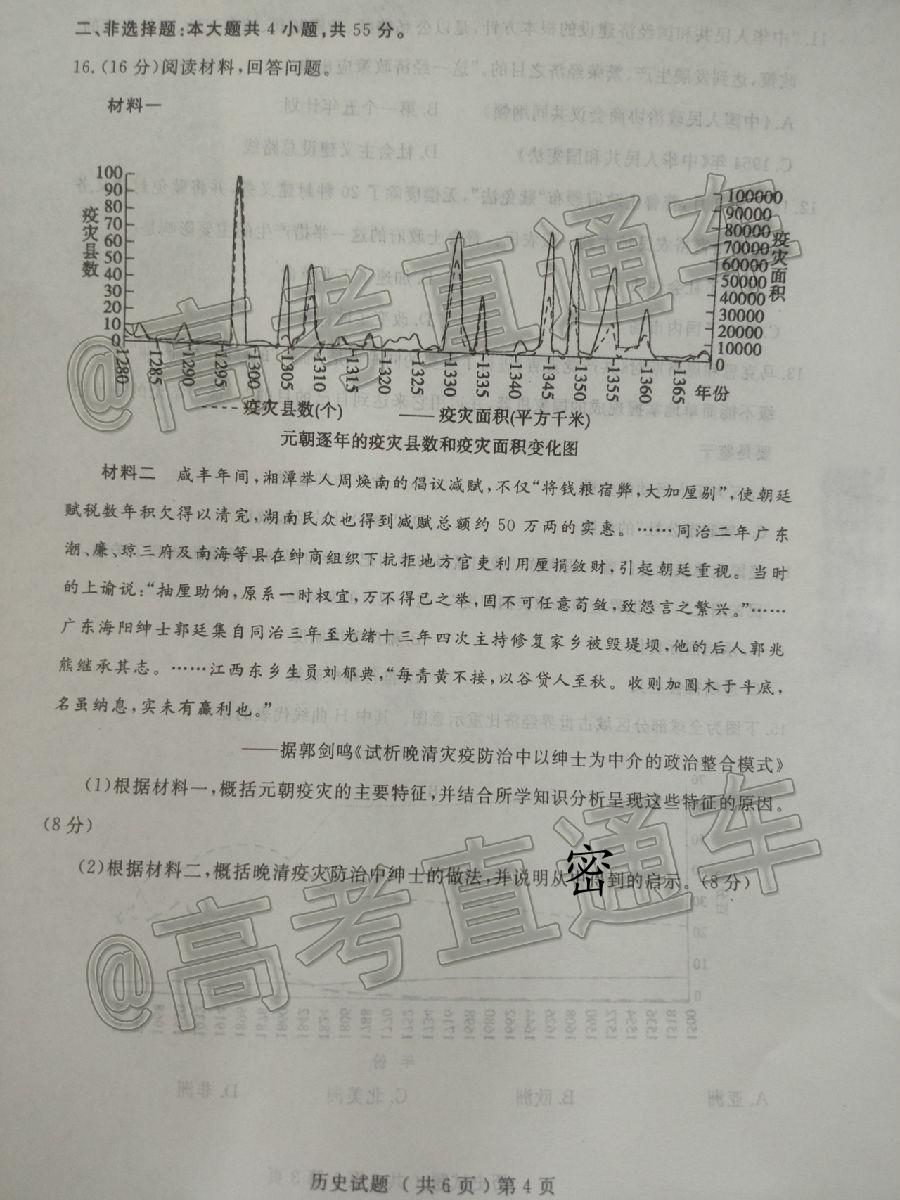 二、非选择题:本大题共4小题,共55分。
16.(16分)阅读材料,回答问题。
材料一
疫灾县数
100
90
80
70
60
50
40
30
20
10
0
100000
90000
80000
70000
60000
50000
40000
30000
20000
10000
0
疫灾面积
1280 1285 1290 1295 1300 1305 1310 1315 1320 1325 1330 1335 1340 1345 1350 1355 1360 1365 年份
疫灾县数(个) 疫灾面积(平方千米)
元朝逐年的疫灾县数和疫灾面积变化图
材料二 咸丰年间,湘潭举人周焕南的倡议减赋,不仅“将钱粮宿弊,大加厘剔”,使朝廷
赋税数年积欠得以清完,湖南民众也得到减赋总额约50万两的实惠。……同治二年广东
潮、廉、琼三府及南海等县在绅商组织下抗拒地方官吏利用厘捐敛财,引起朝廷重视。当时
的上谕说:“抽厘助饷,原系一时权宜,万不得已之举,固不可任意苛敛,致怨言之繁兴。”……
广东海阳绅士郭廷集自同治三年至光绪十三年四次主持修复家乡被毁堤坝,他的后人郭兆
熊继承其志。……江西东乡生员刘郁典,“每青黄不接,以谷贷人至秋。收则加圆木于斗底,
名虽纳息,实未有赢利也。”
——据郭剑鸣《试析晚清灾疫防治中以绅士为中介的政治整合模式》
(1)根据材料一,概括元朝疫灾的主要特征,并结合所学知识分析呈现这些特征的原因。
(8分)
(2)根据材料二,概括晚清疫灾防治中绅士的做法,并说明从中得到的启示。(8分)
密
@高考直通车
@高考直通车
历史试题 (共6页)第4页